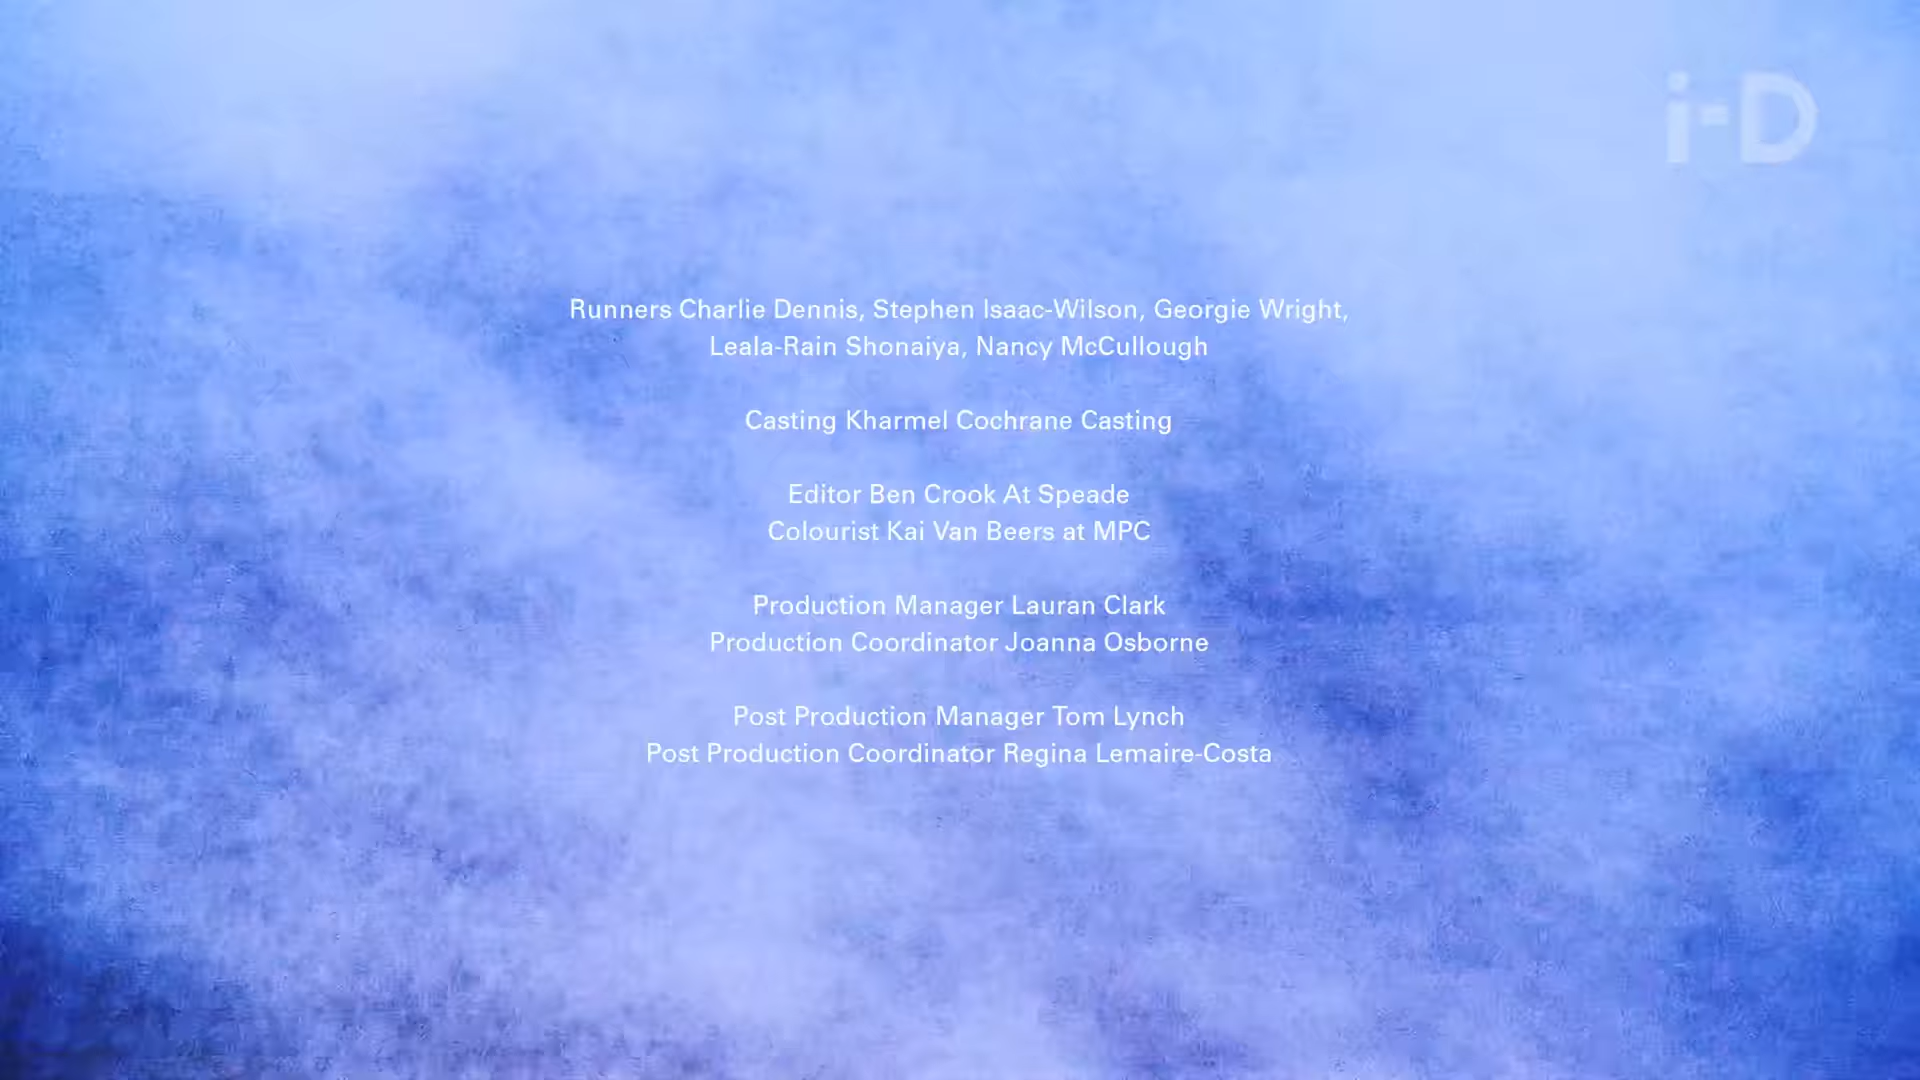 i-D
Runners Charlie Dennis, Stephen Isaac-Wilson, Georgie Wright,
Leala-Rain Shonaiya, Nancy McCullough
Casting Kharmel Cochrane Casting
Editor Ben Crook At Speade
Colourist Kai Van Beers at MPC
Production Manager Lauran Clark
Production Coordinator Joanna Osborne
Post Production Manager Tom Lynch
Post Production Coordinator Regina Lemaire-Costa